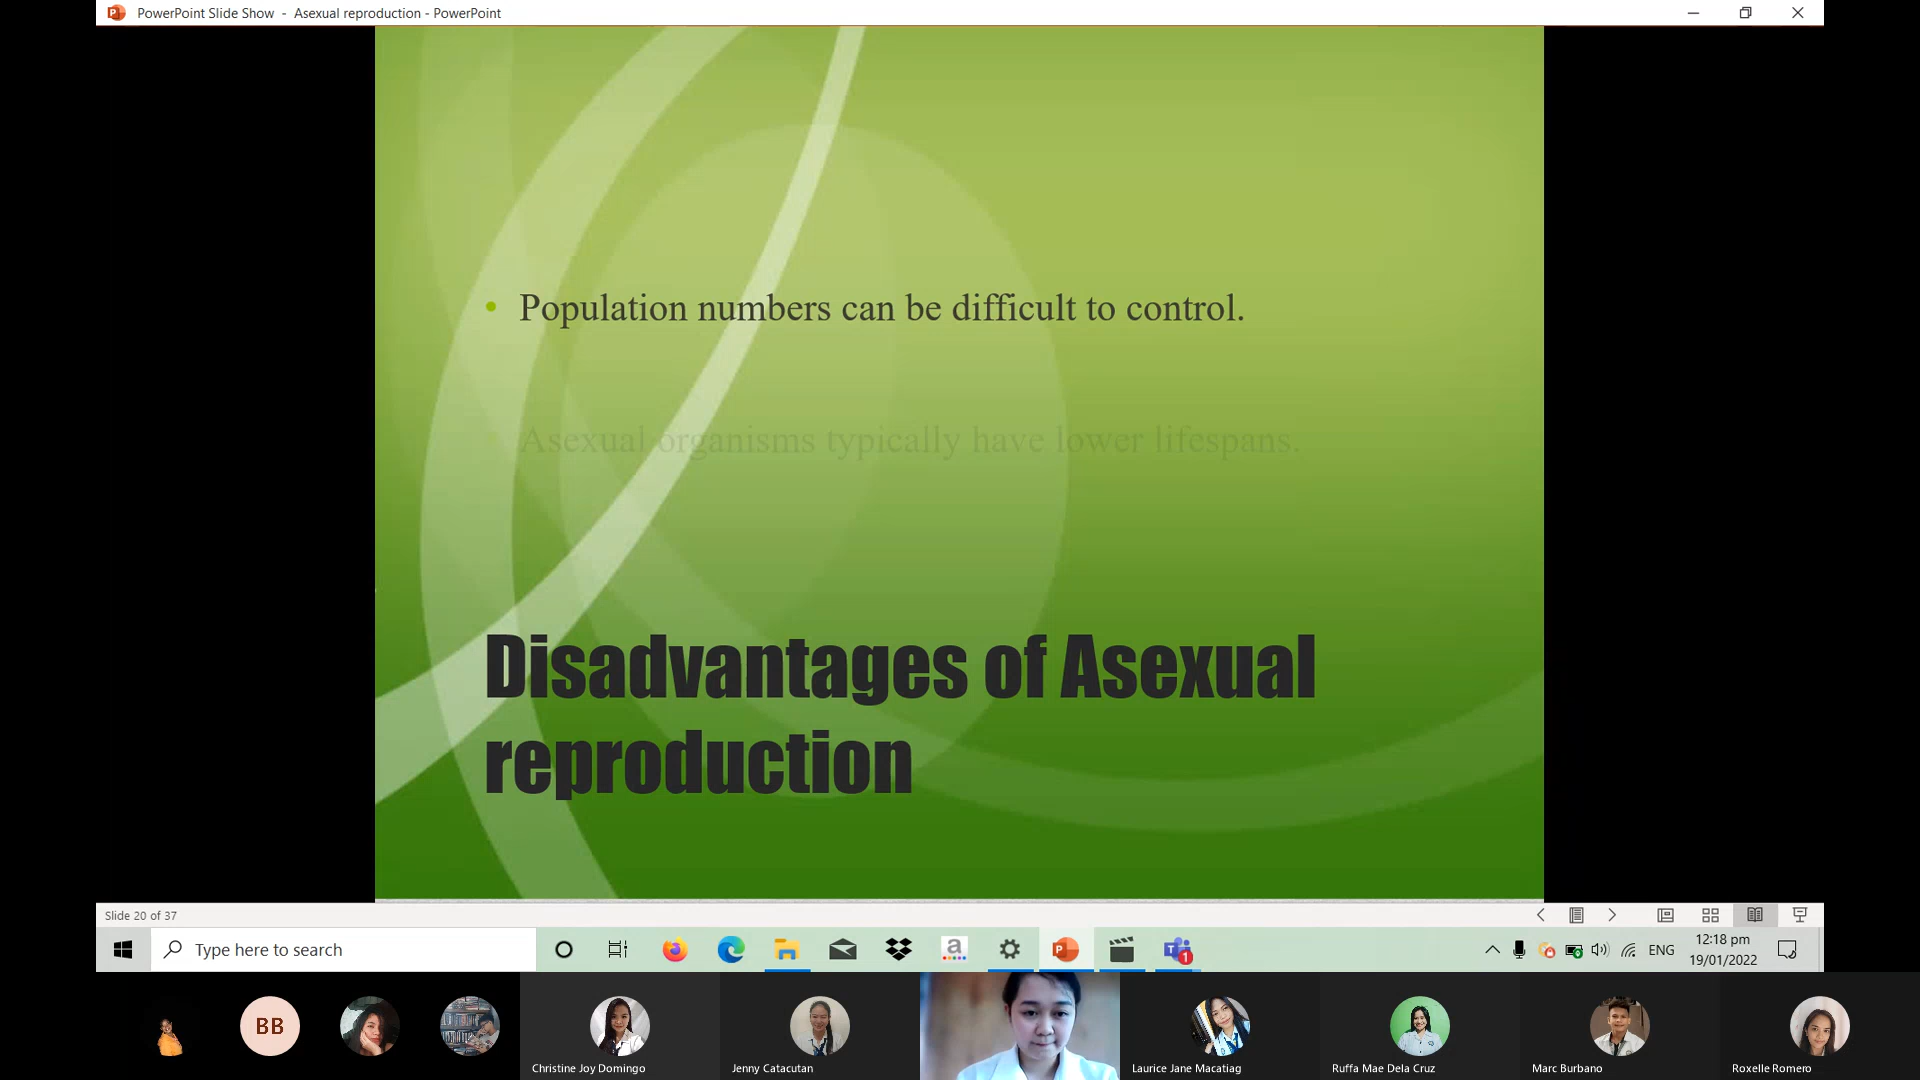 PowerPoint Slide Show - Asexual reproduction - PowerPoint
• Population numbers can be difficult to control.
• Asexual organisms typically have lower lifespans.
Disadvantages of Asexual
reproduction
Slide 20 of 37
Type here to search
a
1
ENG
12:18 pm
19/01/2022
BB
Christine Joy Domingo
Jenny Catacutan
Laurice Jane Macatiag
Ruffa Mae Dela Cruz
Marc Burbano
Roxelle Romero